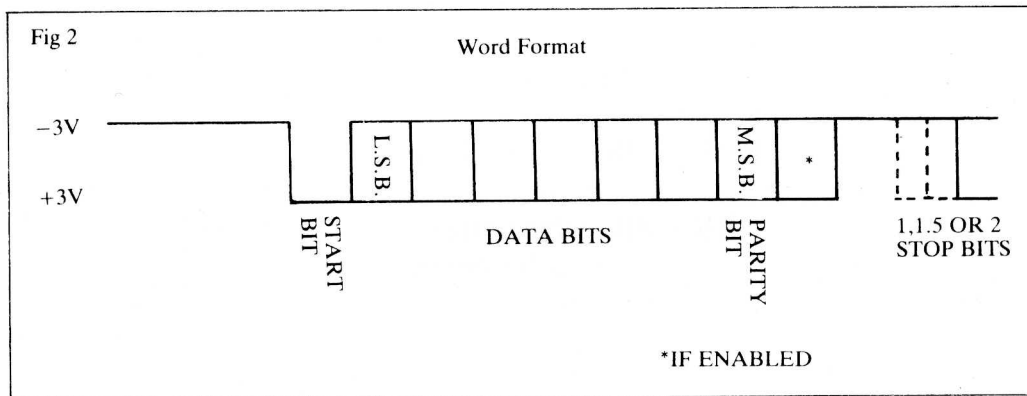 Fig 2
Word Format
−3V
L.S.B.
M.S.B.
*
+3V
START
BIT
DATA BITS
PARITY
BIT
1,1.5 OR 2
STOP BITS
*IF ENABLED